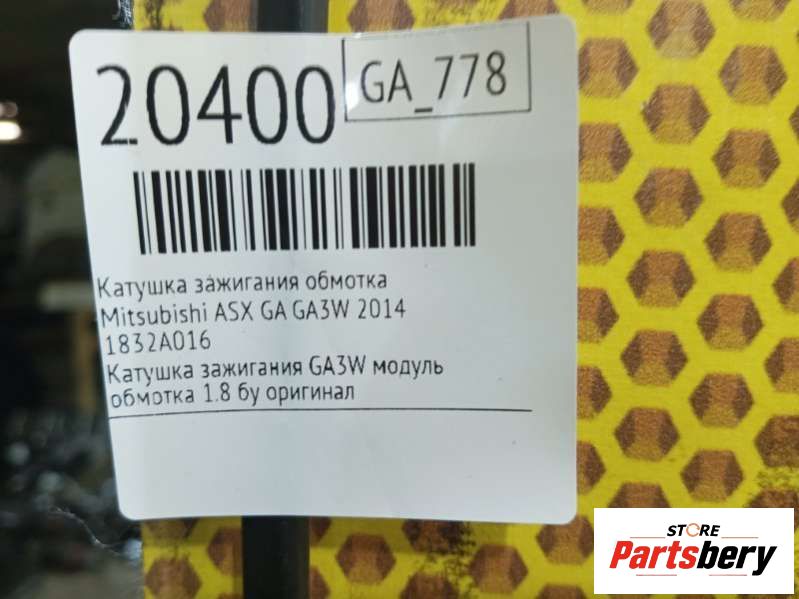 20400
GA_778
Катушка зажигания обмотка
Mitsubishi ASX GA GA3W 2014
1832A016
Катушка зажигания GA3W модуль
обмотка 1.8 бу оригинал
STORE
Partsbery